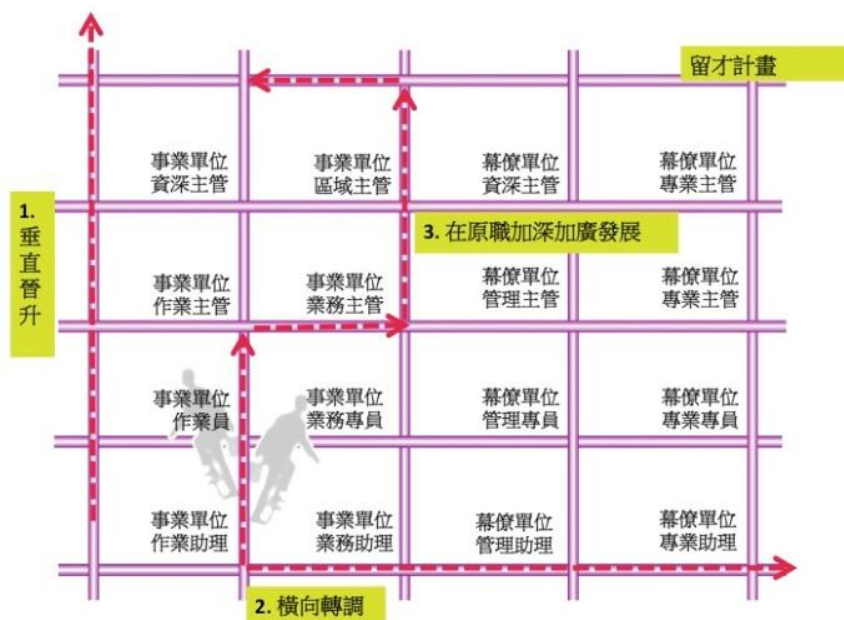 留才計畫
事業單位
資深主管
事業單位
區域主管
幕僚單位
資深主管
幕僚單位
專業主管
1.
垂
直
晉
升
3. 在原職加深加廣發展
事業單位
作業主管
事業單位
業務主管
幕僚單位
管理主管
幕僚單位
專業主管
事業單位
作業員
事業單位
業務專員
幕僚單位
管理專員
幕僚單位
專業專員
事業單位
作業助理
事業單位
業務助理
幕僚單位
管理助理
幕僚單位
專業助理
2. 橫向轉調